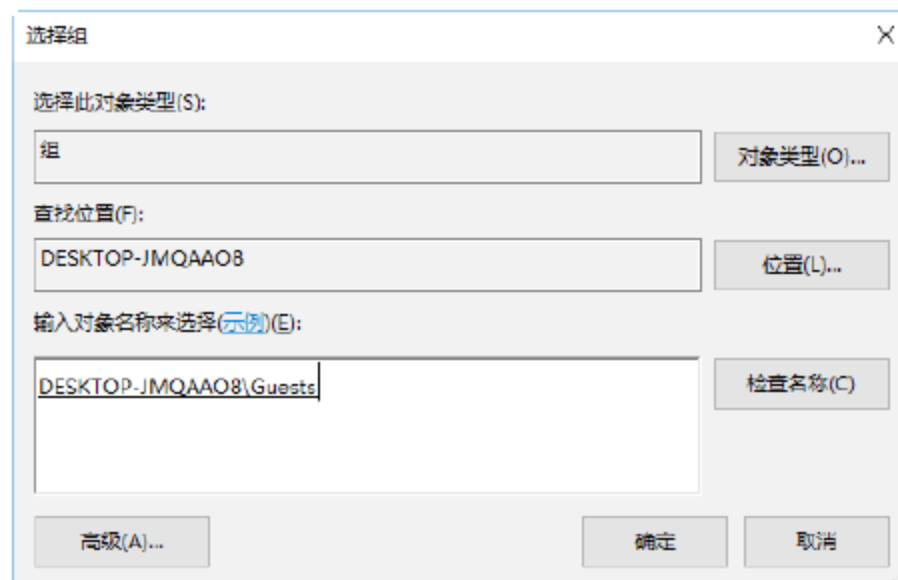 选择组
选择此对象类型(S):
组
对象类型(O)...
查找位置(F):
DESKTOP-JMQAAO8
位置(L)...
输入对象名称来选择(示例)(E):
DESKTOP-JMQAAO8\Guests
检查名称(C)
高级(A)...
确定
取消